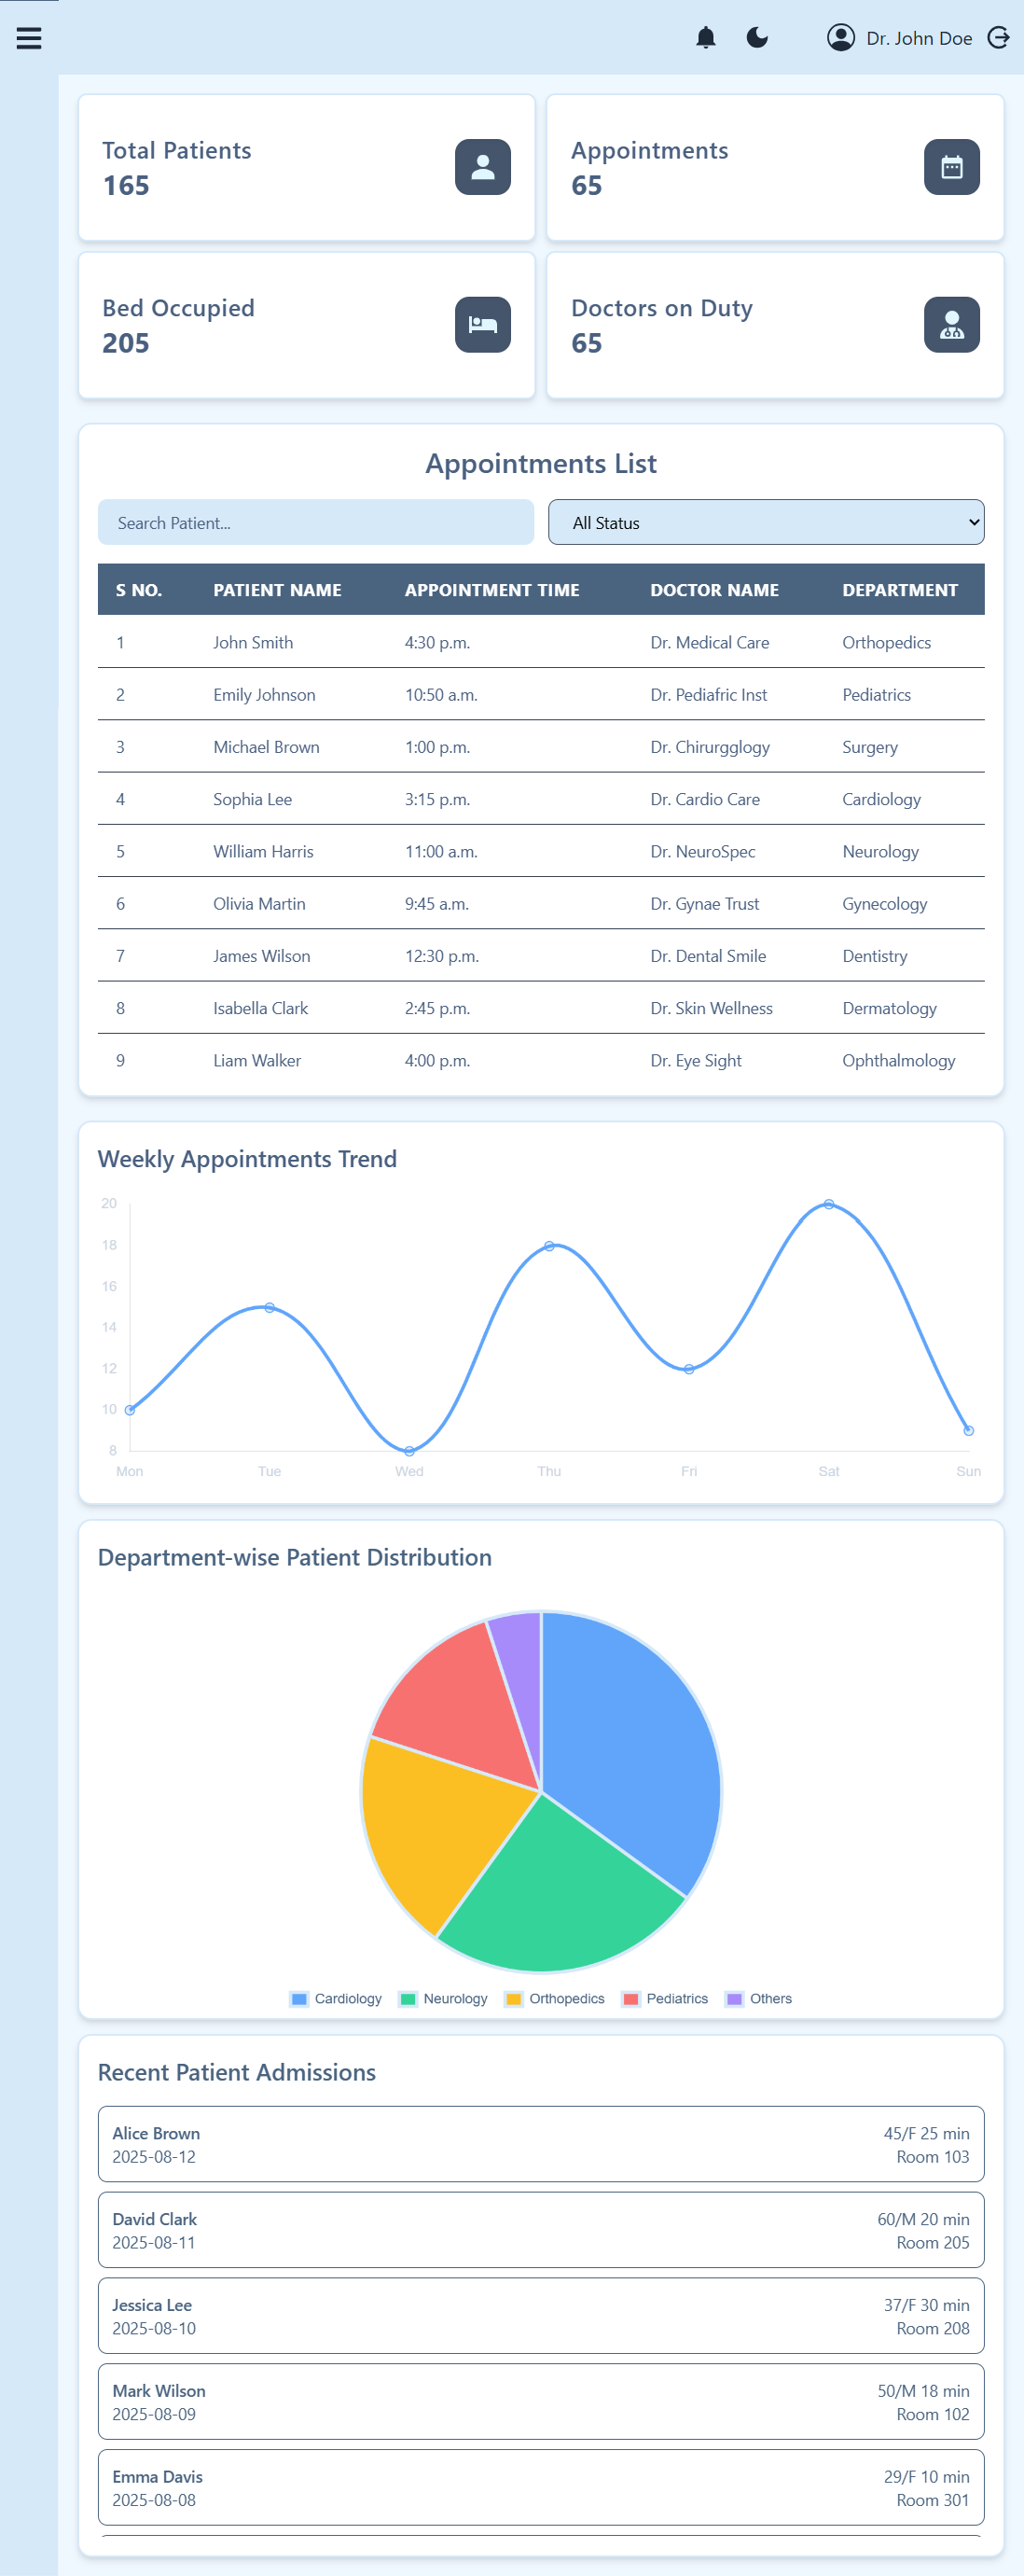 Dr. John Doe
Total Patients
165
Appointments
65
Bed Occupied
205
Doctors on Duty
65
Appointments List
Search Patient...
All Status
S NO. PATIENT NAME APPOINTMENT TIME DOCTOR NAME DEPARTMENT
1 John Smith 4:30 p.m. Dr. Medical Care Orthopedics
2 Emily Johnson 10:50 a.m. Dr. Pediafric Inst Pediatrics
3 Michael Brown 1:00 p.m. Dr. Chirurgglogy Surgery
4 Sophia Lee 3:15 p.m. Dr. Cardio Care Cardiology
5 William Harris 11:00 a.m. Dr. NeuroSpec Neurology
6 Olivia Martin 9:45 a.m. Dr. Gynae Trust Gynecology
7 James Wilson 12:30 p.m. Dr. Dental Smile Dentistry
8 Isabella Clark 2:45 p.m. Dr. Skin Wellness Dermatology
9 Liam Walker 4:00 p.m. Dr. Eye Sight Ophthalmology
Weekly Appointments Trend
20
18
16
14
12
10
8
Mon Tue Wed Thu Fri Sat Sun
Department-wise Patient Distribution
Cardiology Neurology Orthopedics Pediatrics Others
Recent Patient Admissions
Alice Brown 45/F 25 min
2025-08-12 Room 103
David Clark 60/M 20 min
2025-08-11 Room 205
Jessica Lee 37/F 30 min
2025-08-10 Room 208
Mark Wilson 50/M 18 min
2025-08-09 Room 102
Emma Davis 29/F 10 min
2025-08-08 Room 301